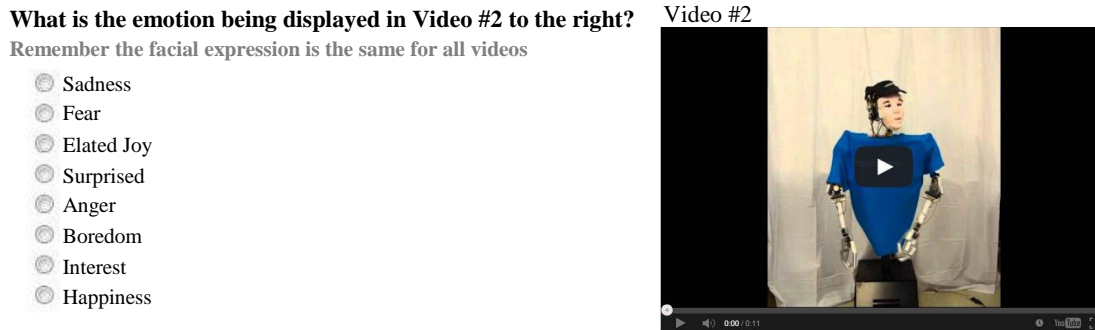 What is the emotion being displayed in Video #2 to the right?
Remember the facial expression is the same for all videos
Sadness
Fear
Elated Joy
Surprised
Anger
Boredom
Interest
Happiness
Video #2
0:00 / 0:11
YouTube